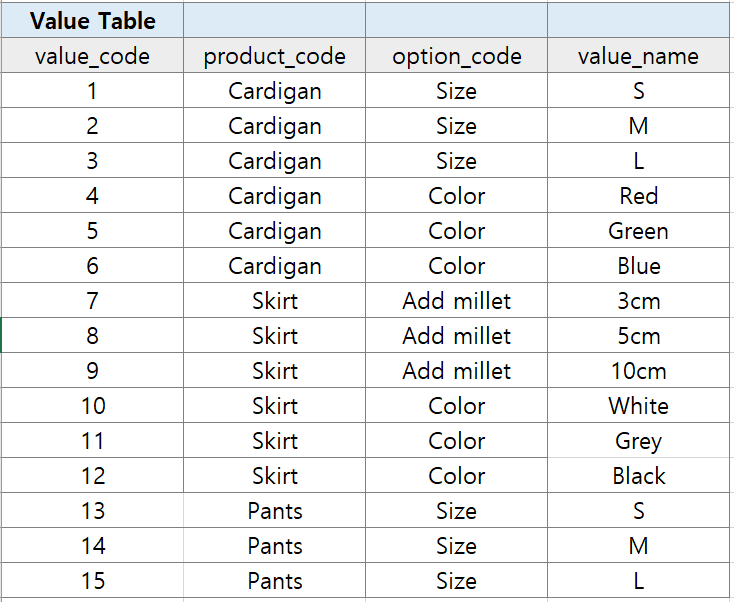 Value Table
value_code product_code option_code value_name
1 Cardigan Size S
2 Cardigan Size M
3 Cardigan Size L
4 Cardigan Color Red
5 Cardigan Color Green
6 Cardigan Color Blue
7 Skirt Add millet 3cm
8 Skirt Add millet 5cm
9 Skirt Add millet 10cm
10 Skirt Color White
11 Skirt Color Grey
12 Skirt Color Black
13 Pants Size S
14 Pants Size M
15 Pants Size L